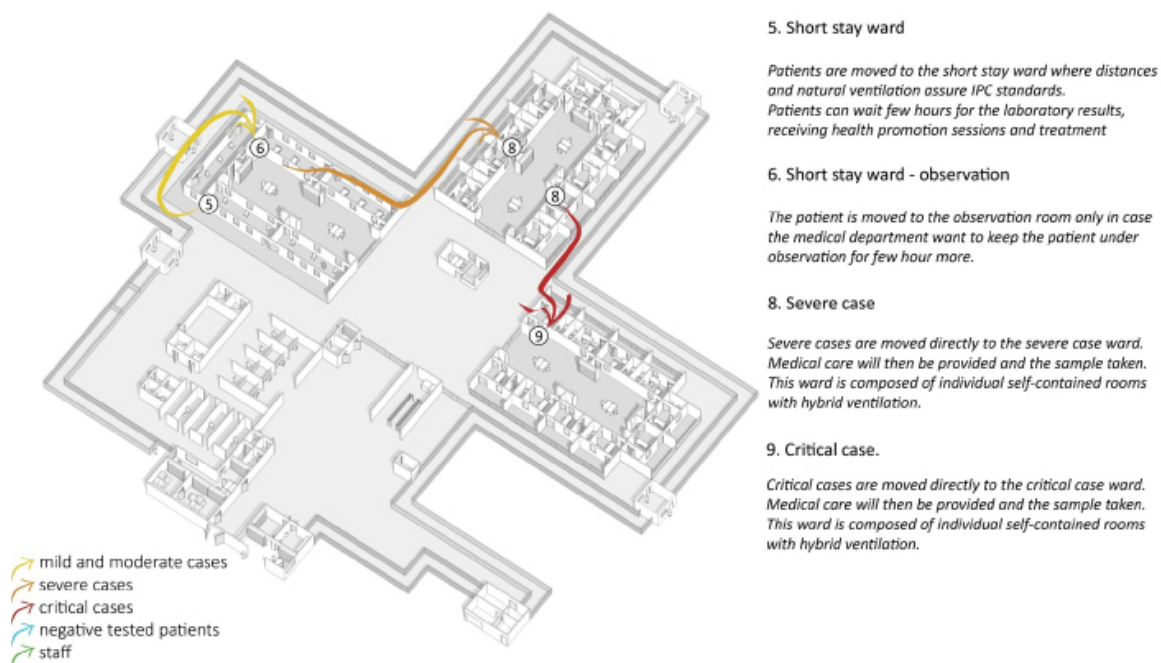 5. Short stay ward
Patients are moved to the short stay ward where distances
and natural ventilation assure IPC standards.
Patients can wait few hours for the laboratory results,
receiving health promotion sessions and treatment
6. Short stay ward - observation
The patient is moved to the observation room only in case
the medical department want to keep the patient under
observation for few hour more.
8. Severe case
Severe cases are moved directly to the severe case ward.
Medical care will then be provided and the sample taken.
This ward is composed of individual self-contained rooms
with hybrid ventilation.
9. Critical case.
Critical cases are moved directly to the critical case ward.
Medical care will then be provided and the sample taken.
This ward is composed of individual self-contained rooms
with hybrid ventilation.
6
5
8
8
9
mild and moderate cases
severe cases
critical cases
negative tested patients
staff